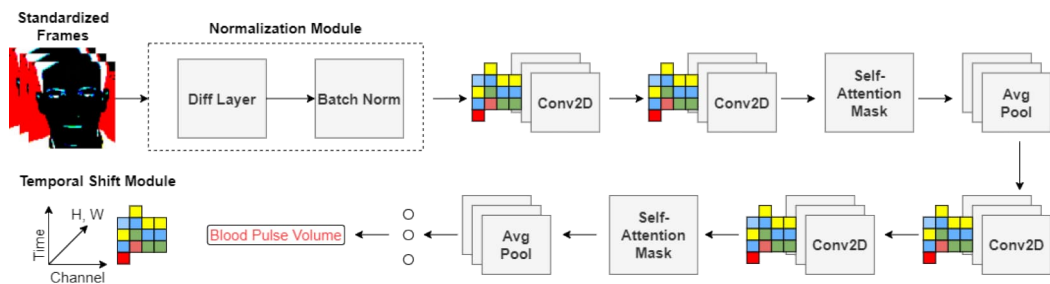 Standardized
Frames
Normalization Module
Diff Layer
Batch Norm
Conv2D
Conv2D
Self-
Attention
Mask
Avg
Pool
Temporal Shift Module
H, W
Time
Channel
Blood Pulse Volume
Avg
Pool
Self-
Attention
Mask
Conv2D
Conv2D